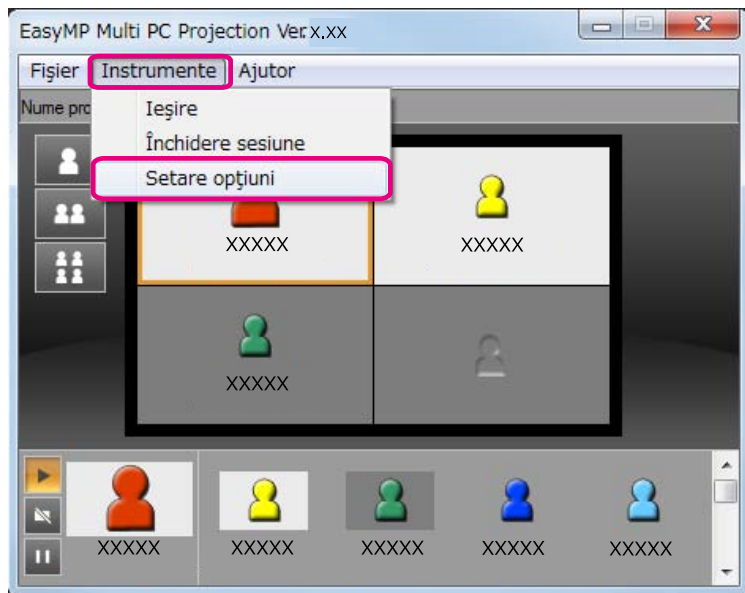 EasyMP Multi PC Projection Ver. x.xx
Fişier Instrumente Ajutor
Nume pro
Ieşire
Închidere sesiune
Setare opţiuni
XXXXX XXXXX
XXXXX
XXXXX XXXXX XXXXX XXXXX XXXXX